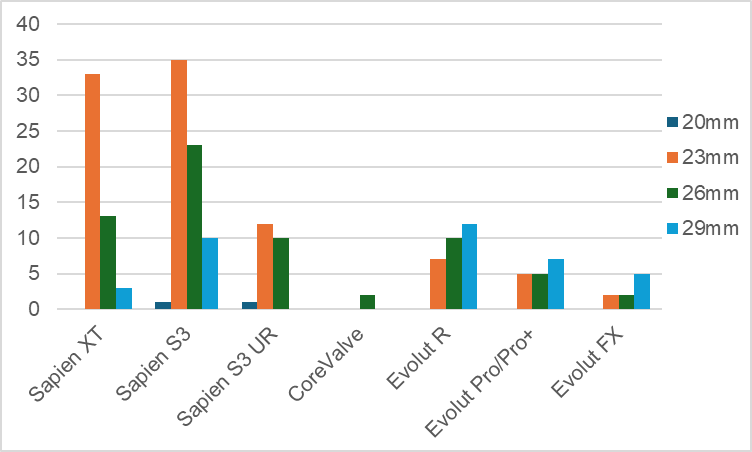 40
35
30
25
20
15
10
5
0
Sapien XT
Sapien S3
Sapien S3 UR
CoreValve
Evolut R
Evolut Pro/Pro+
Evolut FX
20mm
23mm
26mm
29mm